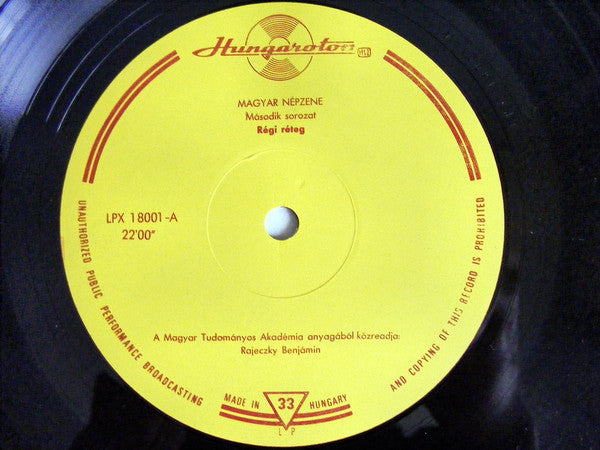 Hungaroton
MAGYAR NÉPZENE
Második sorozat
Régi réteg
LPX 18001-A
22'00"
A Magyar Tudományos Akadémia anyagából közreadja:
Rajeczky Benjámin
UNAUTHORIZED PUBLIC PERFORMANCE BROADCASTING
AND COPYING OF THIS RECORD IS PROHIBITED
MADE IN 33 HUNGARY
LP